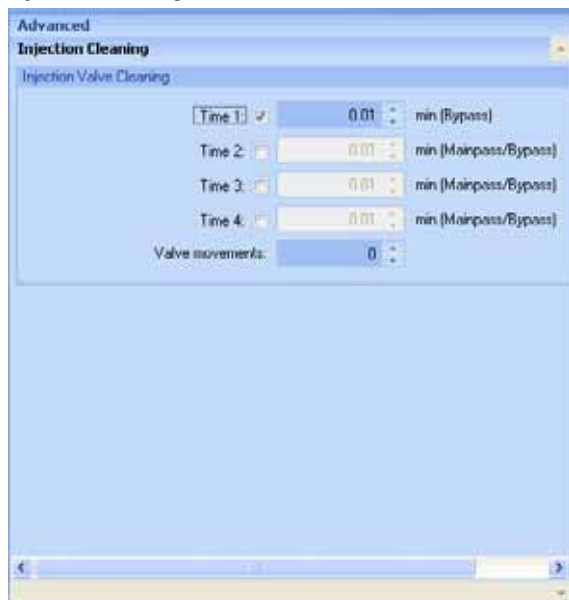 Advanced
Injection Cleaning
Injection Valve Cleaning
Time 1: 0.01 min (Bypass)
Time 2: 0.01 min (Mainpass/Bypass)
Time 3: 0.01 min (Mainpass/Bypass)
Time 4: 0.01 min (Mainpass/Bypass)
Valve movements: 0